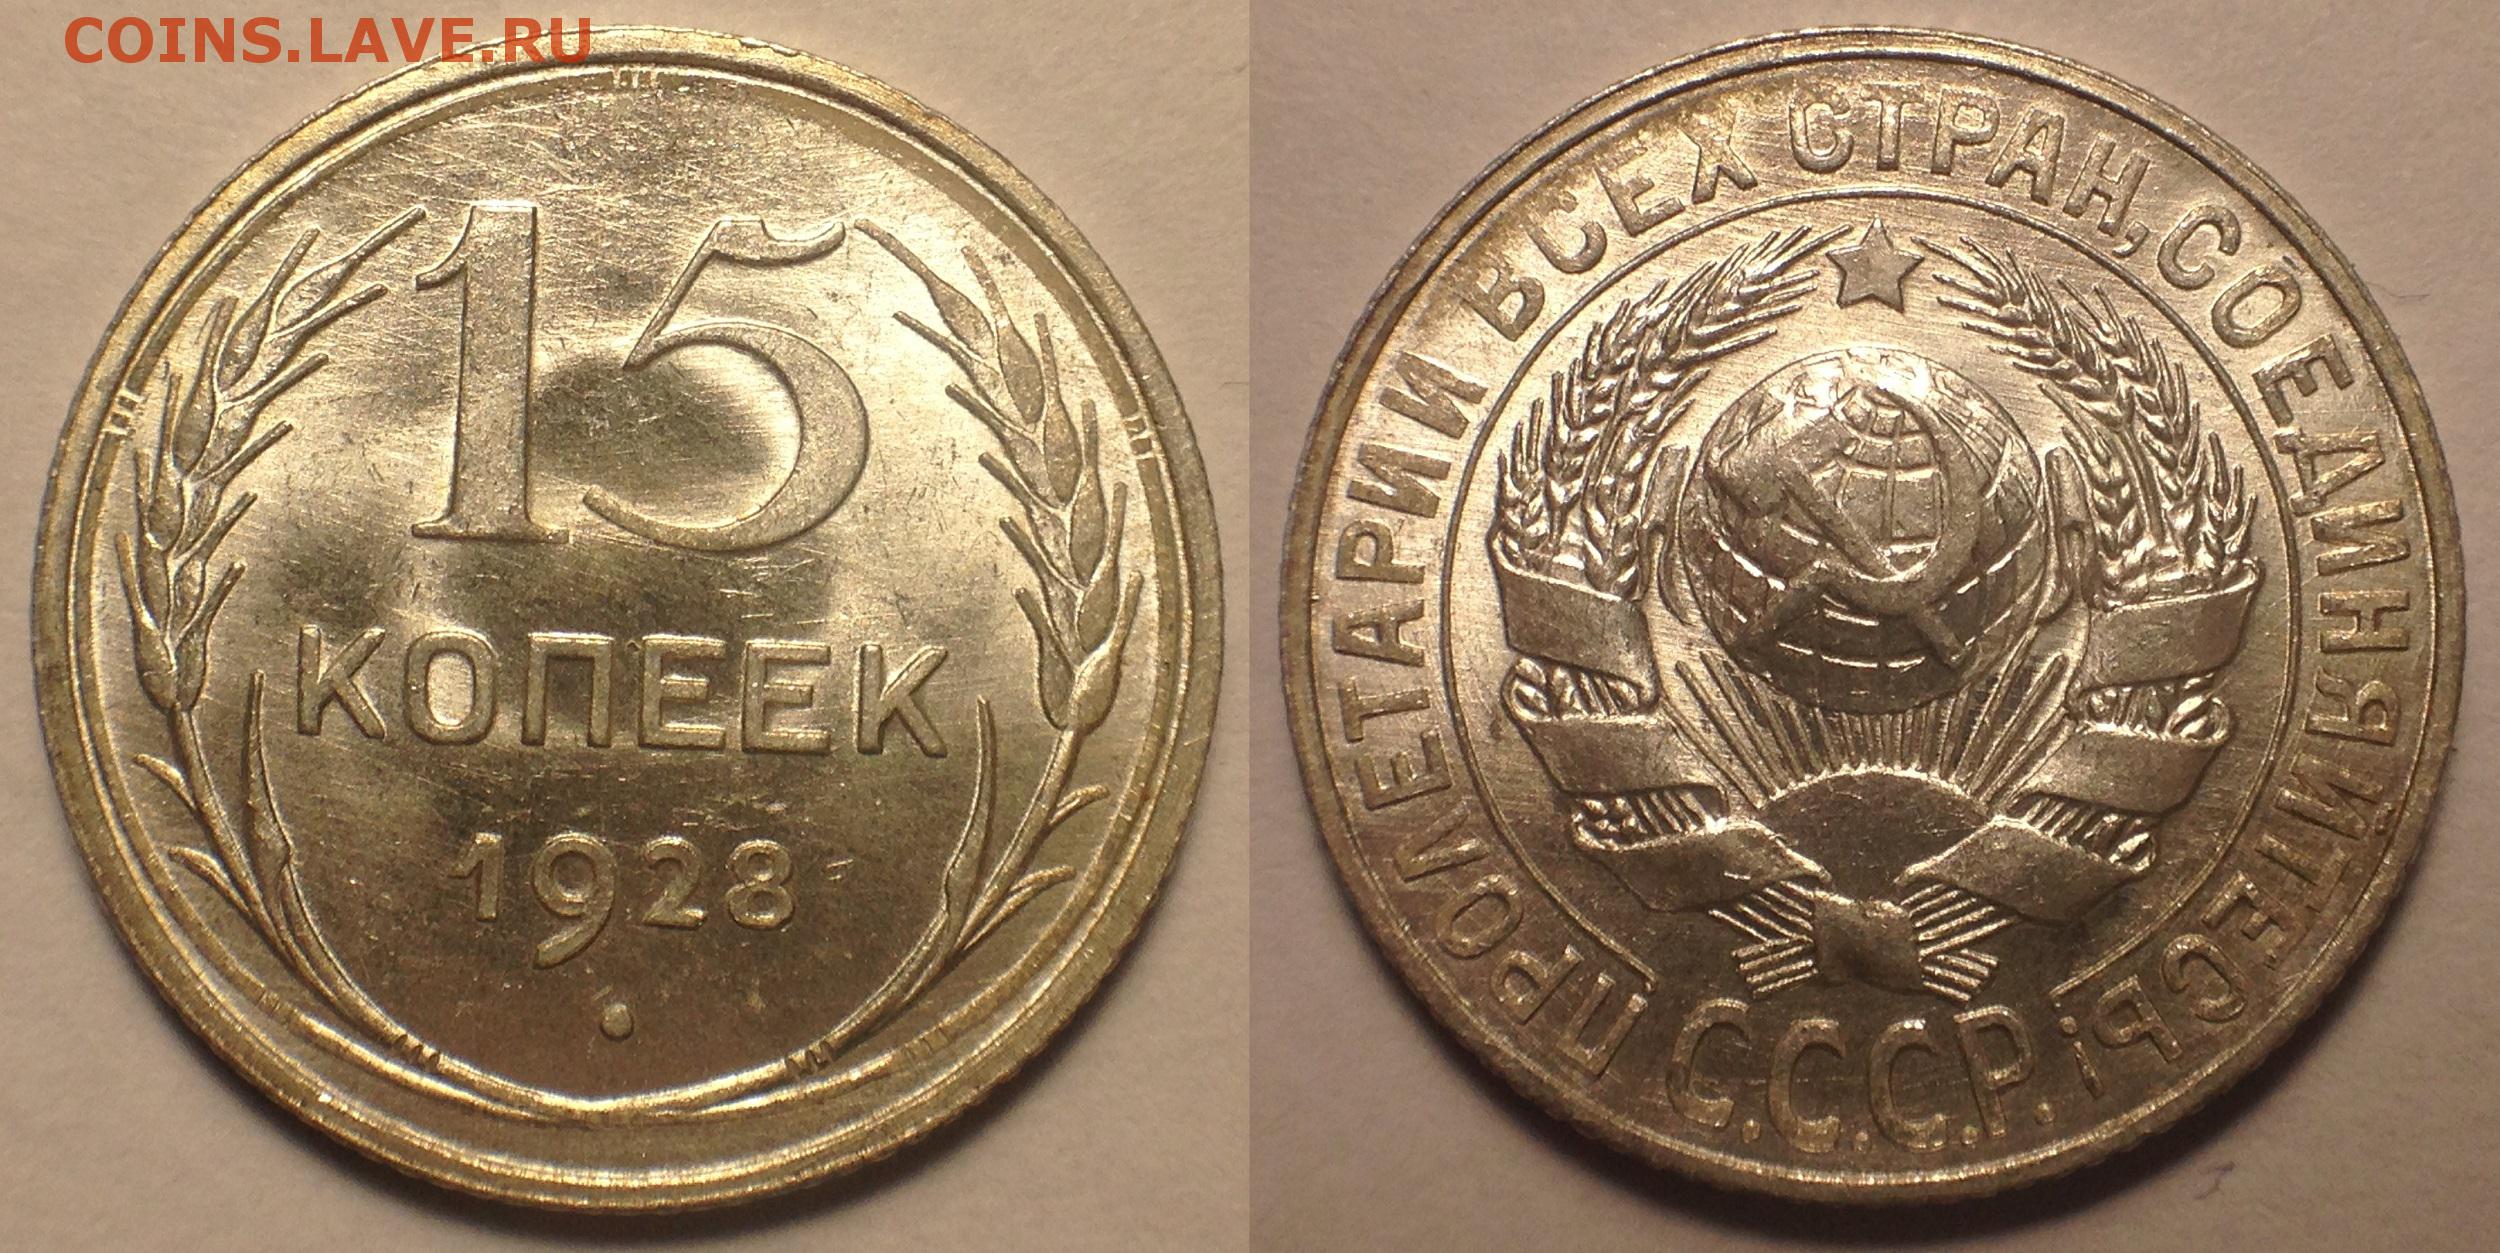 COINS.LAVE.RU
15
КОПЕЕК
1928
ПРОЛЕТАРИИ ВСЕХ СТРАН, СОЕДИНЯЙТЕСЬ!
С.С.С.Р.